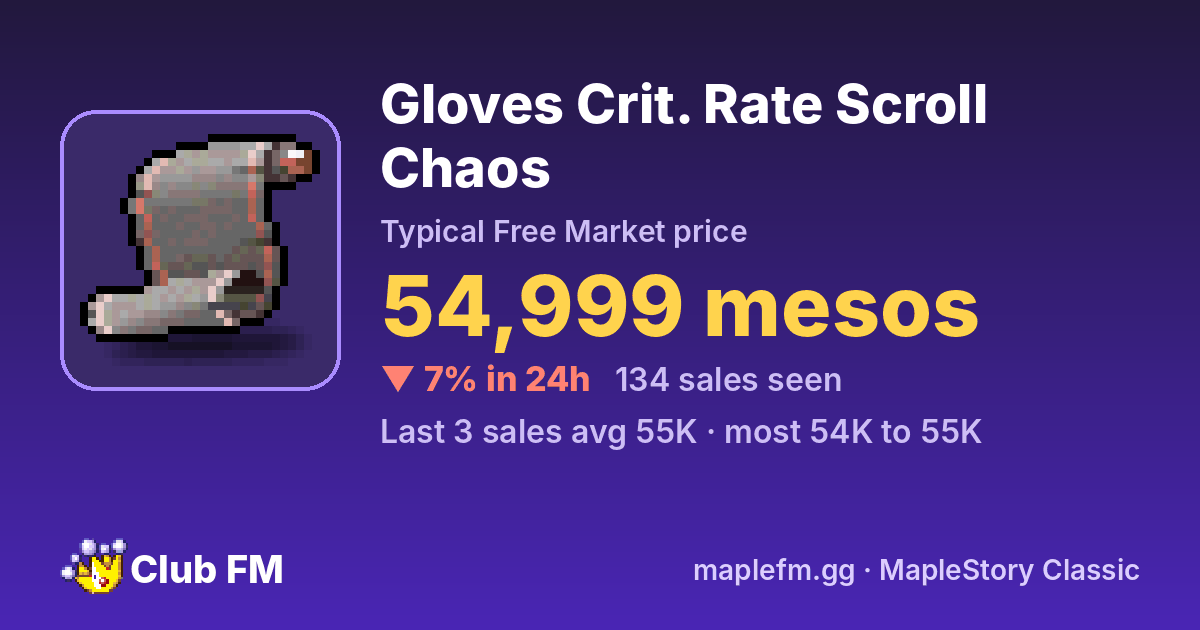 Gloves Crit. Rate Scroll
Chaos
Typical Free Market price
54,999 mesos
▼ 7% in 24h 134 sales seen
Last 3 sales avg 55K · most 54K to 55K
Club FM
maplefm.gg · MapleStory Classic